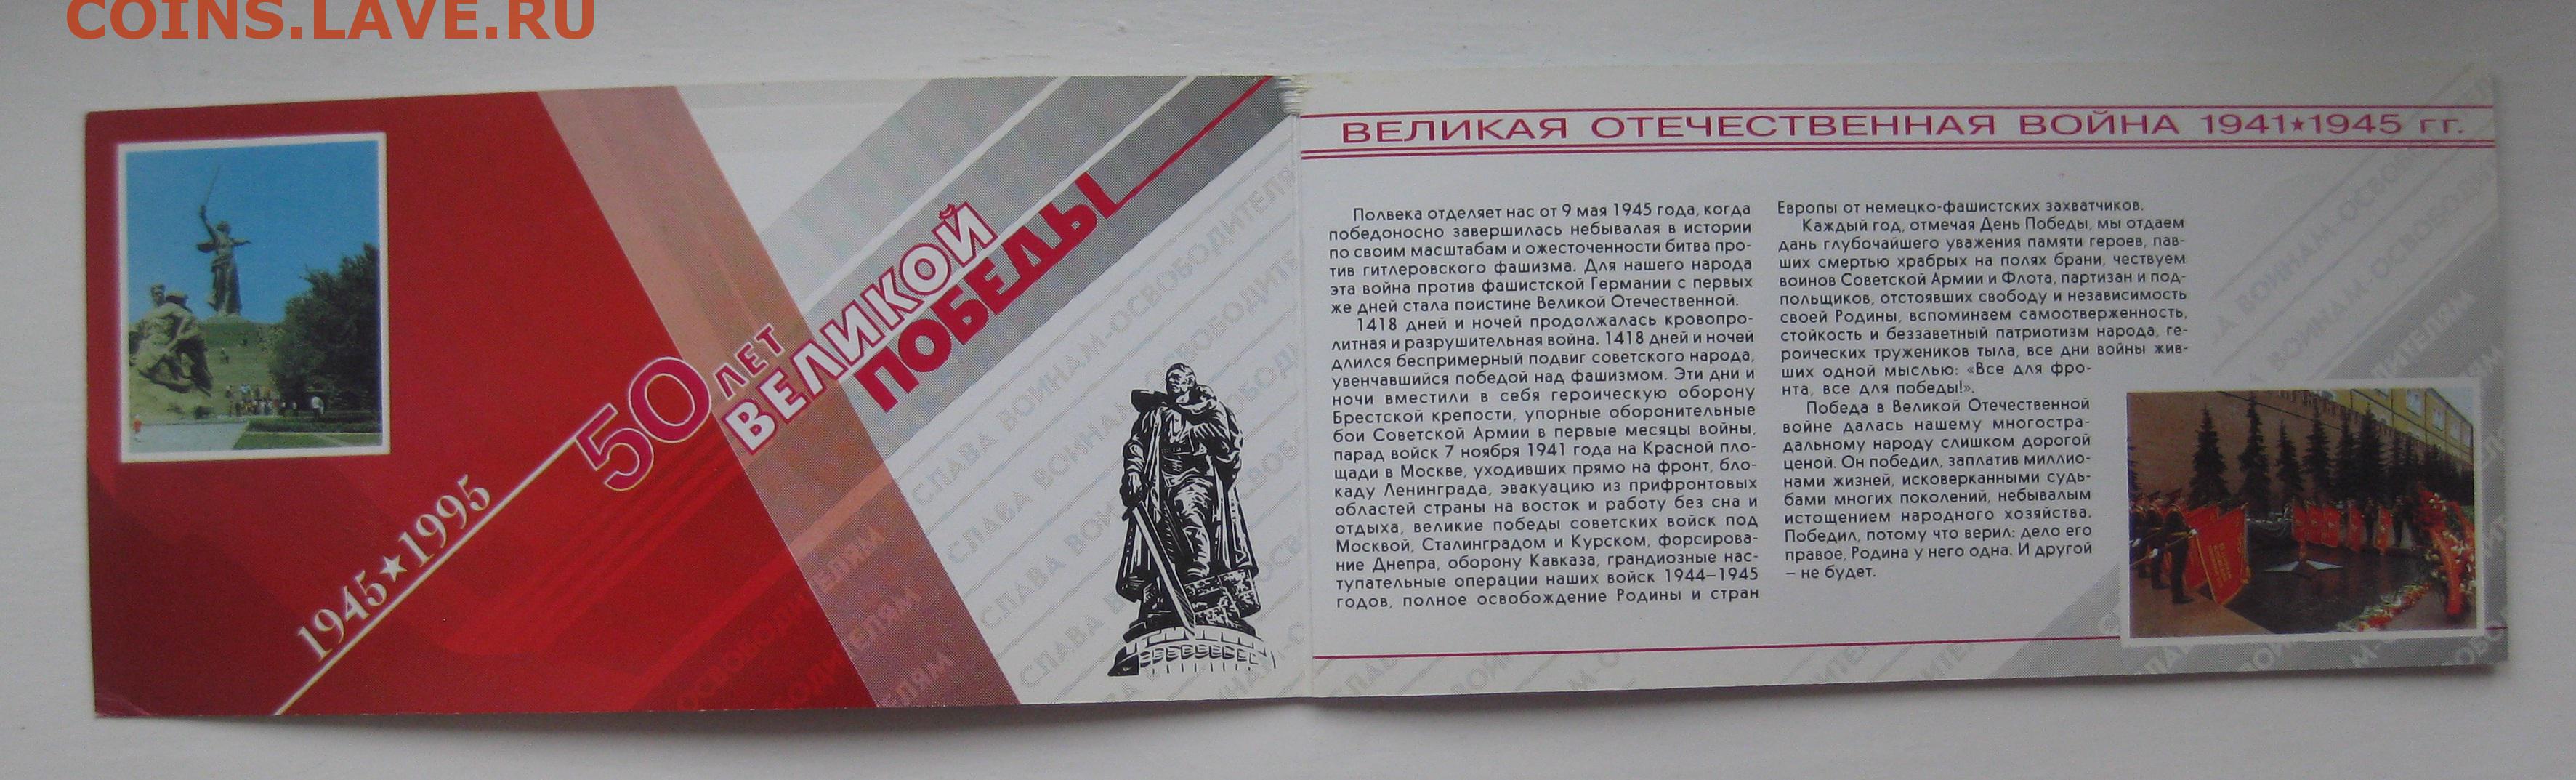 COINS.LAVE.RU
1945★1995
50 ЛЕТ
ВЕЛИКОЙ
ПОБЕДЫ
СЛАВА ВОИНАМ-ОСВОБОДИТЕЛЯМ
ВЕЛИКАЯ ОТЕЧЕСТВЕННАЯ ВОЙНА 1941★1945 гг.
Полвека отделяет нас от 9 мая 1945 года, когда
победоносно завершилась небывалая в истории
по своим масштабам и ожесточенности битва про-
тив гитлеровского фашизма. Для нашего народа
эта война против фашистской Германии с первых
же дней стала поистине Великой Отечественной.
1418 дней и ночей продолжалась кровопро-
литная и разрушительная война. 1418 дней и ночей
длился беспримерный подвиг советского народа,
увенчавшийся победой над фашизмом. Эти дни и
ночи вместили в себя героическую оборону
Брестской крепости, упорные оборонительные
бои Советской Армии в первые месяцы войны,
парад войск 7 ноября 1941 года на Красной пло-
щади в Москве, уходивших прямо на фронт, бло-
каду Ленинграда, эвакуацию из прифронтовых
областей страны на восток и работу без сна и
отдыха, великие победы советских войск под
Москвой, Сталинградом и Курском, форсирова-
ние Днепра, оборону Кавказа, грандиозные нас-
тупательные операции наших войск 1944–1945
годов, полное освобождение Родины и стран
Европы от немецко-фашистских захватчиков.
Каждый год, отмечая День Победы, мы отдаем
дань глубочайшего уважения памяти героев, пав-
ших смертью храбрых на полях брани, чествуем
воинов Советской Армии и Флота, партизан и под-
польщиков, отстоявших свободу и независимость
своей Родины, вспоминаем самоотверженность,
стойкость и беззаветный патриотизм народа, ге-
роических тружеников тыла, все дни войны жив-
ших одной мыслью: «Все для фро-
нта, все для победы!».
Победа в Великой Отечественной
войне далась нашему многостра-
дальному народу слишком дорогой
ценой. Он победил, заплатив миллио-
нами жизней, исковерканными судь-
бами многих поколений, небывалым
истощением народного хозяйства.
Победил, потому что верил: дело его
правое, Родина у него одна. И другой
– не будет.